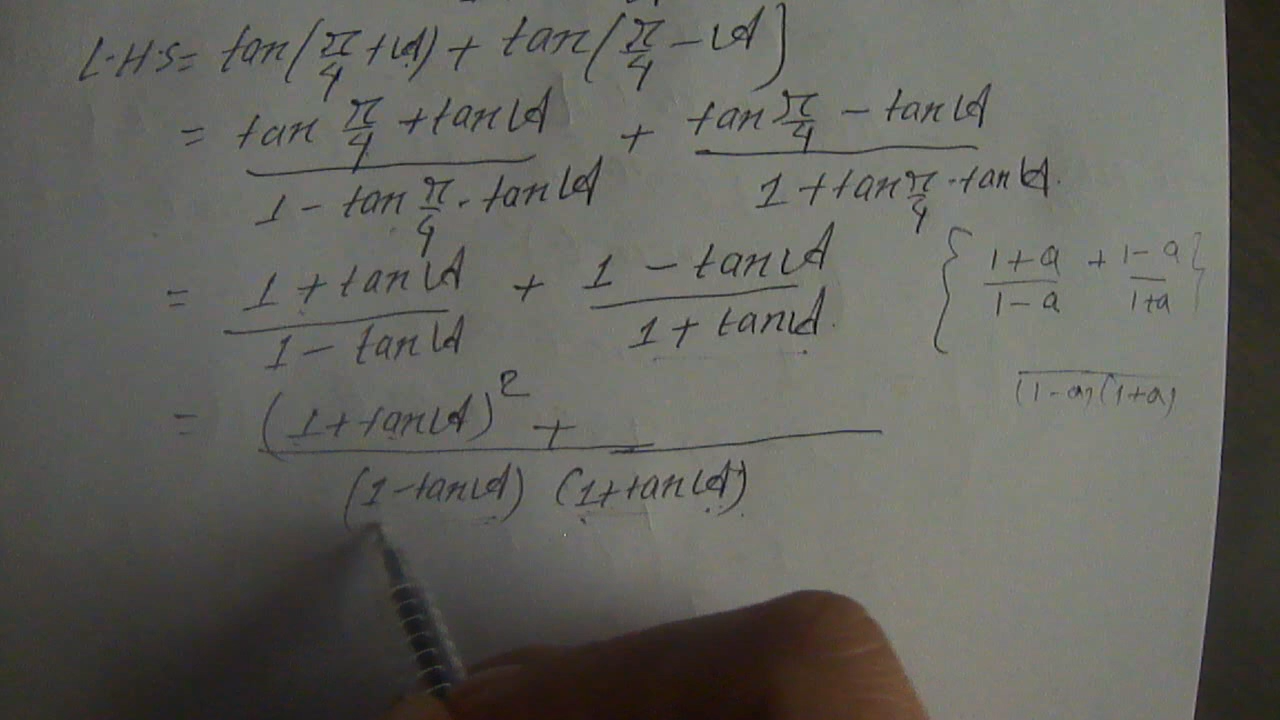 L.H.S = tan(π/4 + A) + tan(π/4 − A)
= (tan π/4 + tan A)/(1 − tan π/4 · tan A) + (tan π/4 − tan A)/(1 + tan π/4 · tan A).
= (1 + tan A)/(1 − tan A) + (1 − tan A)/(1 + tan A).
{ (1+a)/(1−a) + (1−a)/(1+a) }
(1−a)(1+a)
= (1 + tan A)² +
(1 − tan A) (1 + tan A)